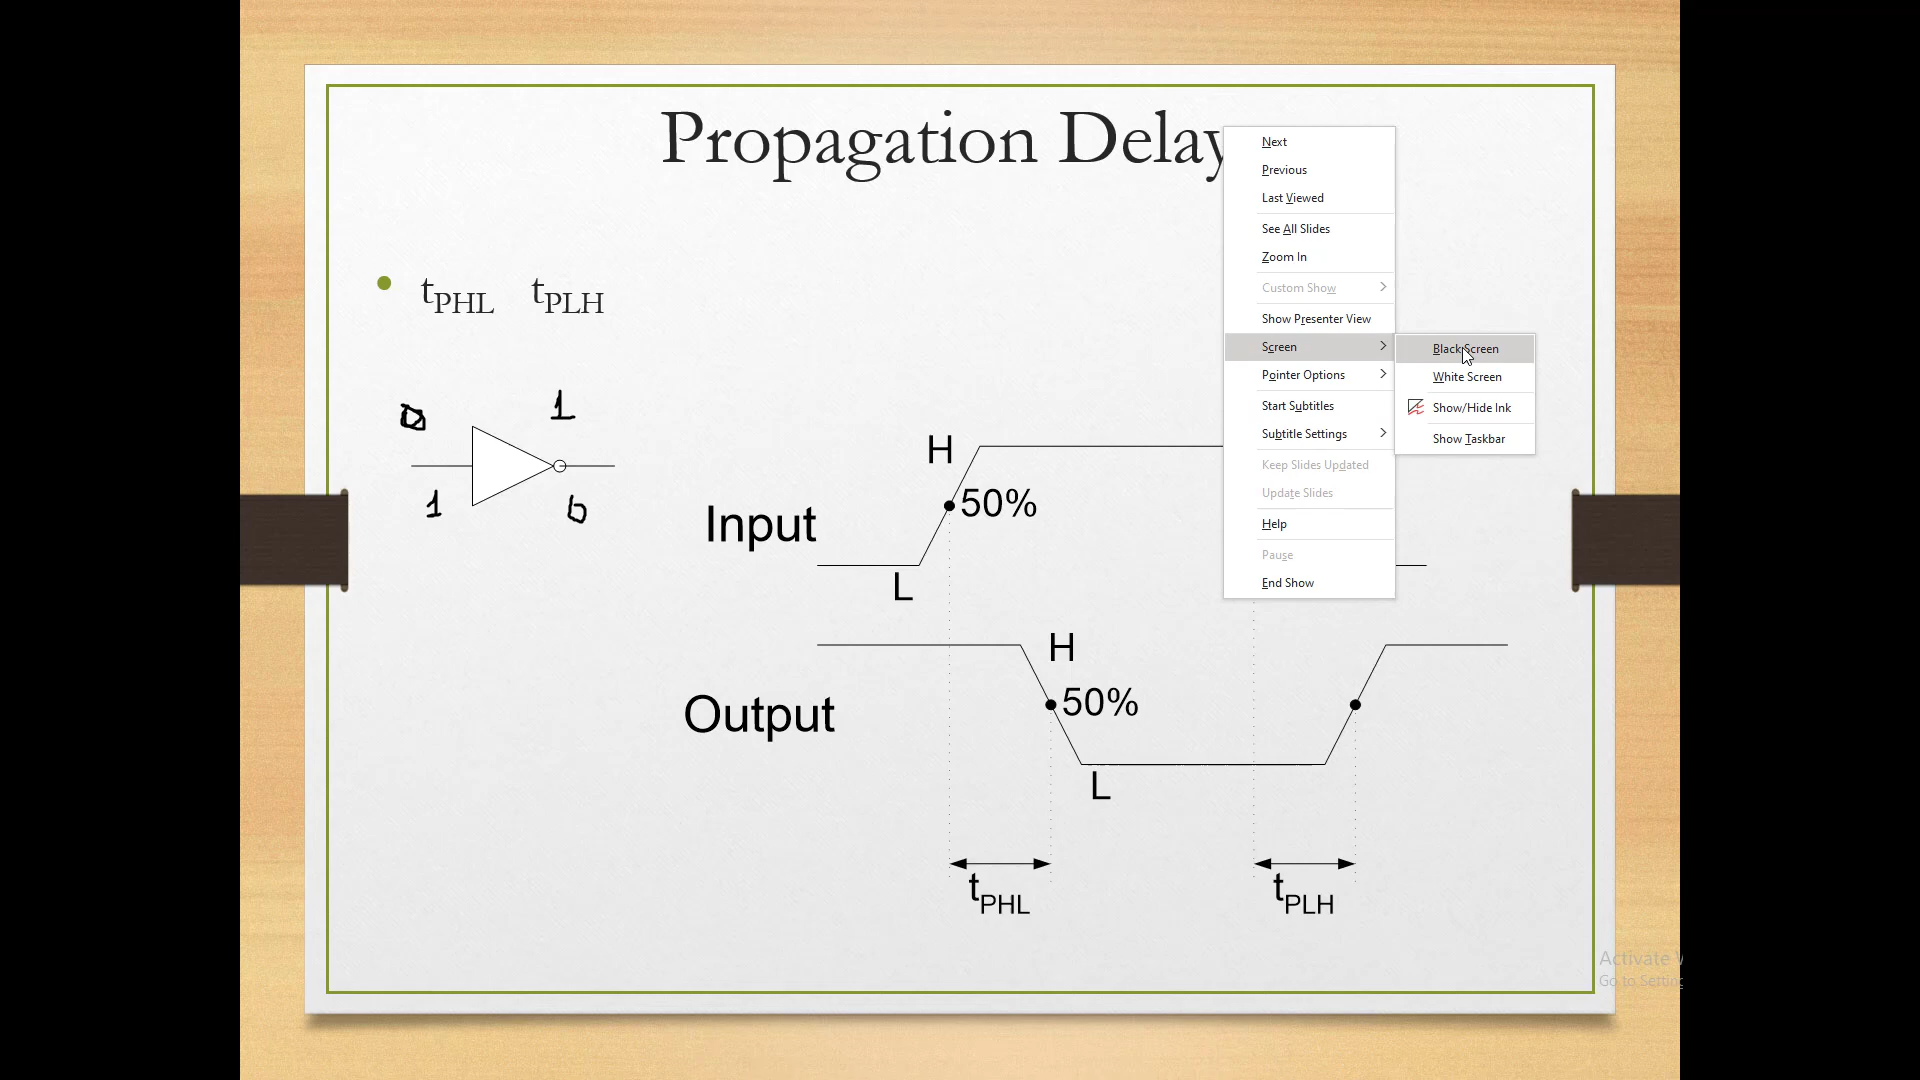 Propagation Delay
Next
Previous
Last Viewed
See All Slides
Zoom In
Custom Show
Show Presenter View
Screen
Pointer Options
Start Subtitles
Subtitle Settings
Keep Slides Updated
Update Slides
Help
Pause
End Show
Black Screen
White Screen
Show/Hide Ink
Show Taskbar
tPHL tPLH
0 1
1 0
H
50%
Input
L
H
50%
Output
L
tPHL tPLH
Activate
Go to Setting